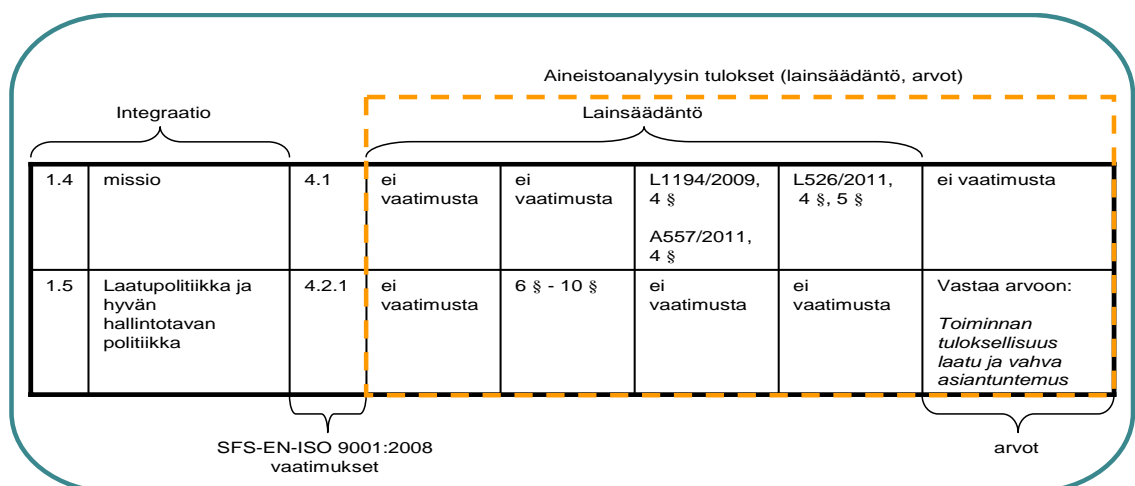 Aineistoanalyysin tulokset (lainsäädäntö, arvot)
Integraatio
Lainsäädäntö
1.4
missio
4.1
ei
vaatimusta
ei
vaatimusta
L1194/2009,
4 §
A557/2011,
4 §
L526/2011,
4 §, 5 §
ei vaatimusta
1.5
Laatupolitiikka ja
hyvän
hallintotavan
politiikka
4.2.1
ei
vaatimusta
6 § - 10 §
ei
vaatimusta
ei
vaatimusta
Vastaa arvoon:
Toiminnan
tuloksellisuus
laatu ja vahva
asiantuntemus
SFS-EN-ISO 9001:2008
vaatimukset
arvot